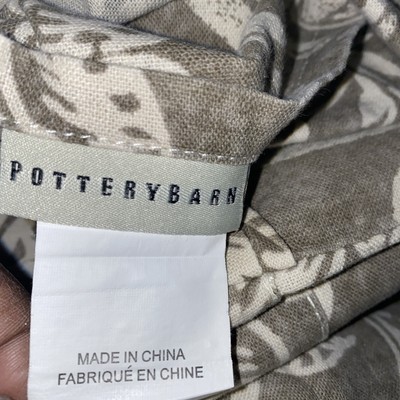 POTTERYBARN
MADE IN CHINA
FABRIQUÉ EN CHINE